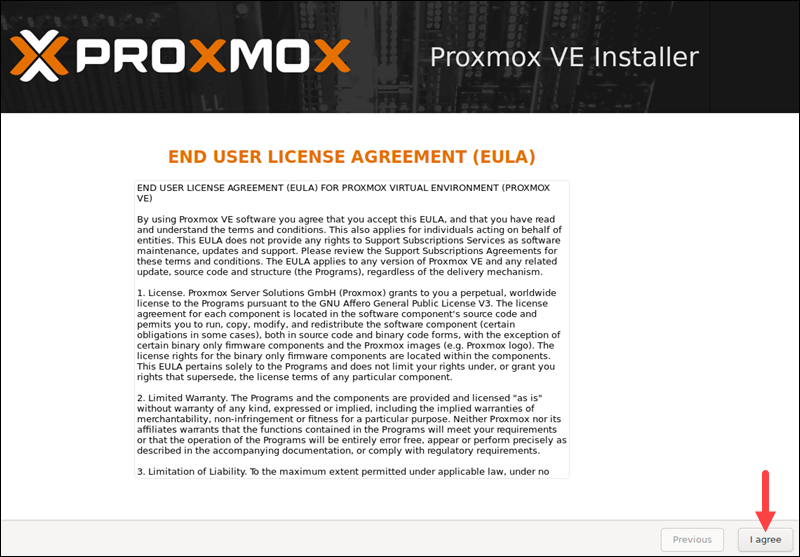 PROXMOX
Proxmox VE Installer
END USER LICENSE AGREEMENT (EULA)
END USER LICENSE AGREEMENT (EULA) FOR PROXMOX VIRTUAL ENVIRONMENT (PROXMOX
VE)
By using Proxmox VE software you agree that you accept this EULA, and that you have read
and understand the terms and conditions. This also applies for individuals acting on behalf of
entities. This EULA does not provide any rights to Support Subscriptions Services as software
maintenance, updates and support. Please review the Support Subscriptions Agreements for
these terms and conditions. The EULA applies to any version of Proxmox VE and any related
update, source code and structure (the Programs), regardless of the delivery mechanism.
1. License. Proxmox Server Solutions GmbH (Proxmox) grants to you a perpetual, worldwide
license to the Programs pursuant to the GNU Affero General Public License V3. The license
agreement for each component is located in the software component's source code and
permits you to run, copy, modify, and redistribute the software component (certain
obligations in some cases), both in source code and binary code forms, with the exception of
certain binary only firmware components and the Proxmox images (e.g. Proxmox logo). The
license rights for the binary only firmware components are located within the components.
This EULA pertains solely to the Programs and does not limit your rights under, or grant you
rights that supersede, the license terms of any particular component.
2. Limited Warranty. The Programs and the components are provided and licensed "as is"
without warranty of any kind, expressed or implied, including the implied warranties of
merchantability, non-infringement or fitness for a particular purpose. Neither Proxmox nor its
affiliates warrants that the functions contained in the Programs will meet your requirements
or that the operation of the Programs will be entirely error free, appear or perform precisely as
described in the accompanying documentation, or comply with regulatory requirements.
3. Limitation of Liability. To the maximum extent permitted under applicable law, under no
Previous
I agree